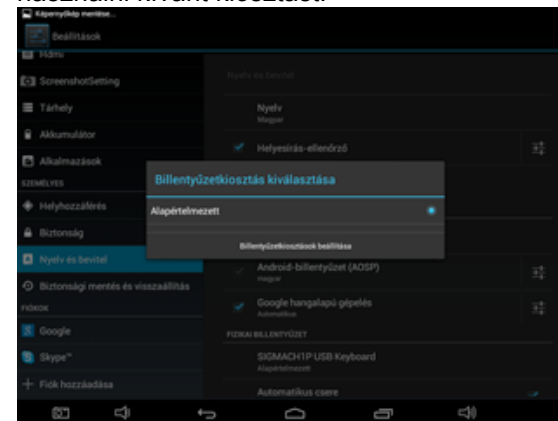 használni kívánt kiosztást.
Képernyőkép mentése...
Beállítások
Hdmi
ScreenshotSetting
Tárhely
Akkumulátor
Alkalmazások
SZEMÉLYES
Helyhozzáférés
Biztonság
Nyelv és bevitel
Biztonsági mentés és visszaállítás
FIÓKOK
Google
Skype™
Fiók hozzáadása
Nyelv és bevitel
Nyelv
Magyar
Helyesírás-ellenőrző
Billentyűzetkiosztás kiválasztása
Alapértelmezett
Billentyűzetkiosztások beállítása
Android-billentyűzet (AOSP)
magyar
Google hangalapú gépelés
Automatikus
FIZIKAI BILLENTYŰZET
SIGMACH1P USB Keyboard
Alapértelmezett
Automatikus csere